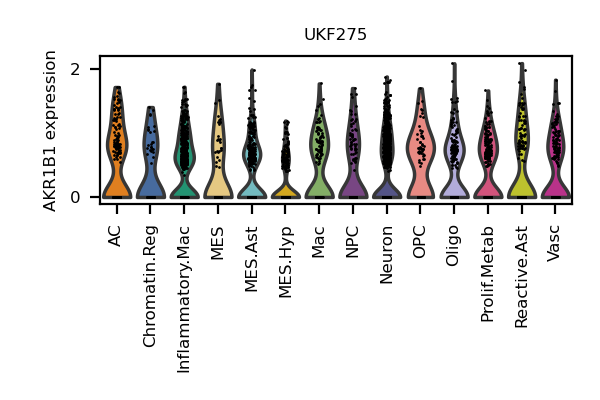 UKF275
AKR1B1 expression
2
0
AC
Chromatin.Reg
Inflammatory.Mac
MES
MES.Ast
MES.Hyp
Mac
NPC
Neuron
OPC
Oligo
Prolif.Metab
Reactive.Ast
Vasc